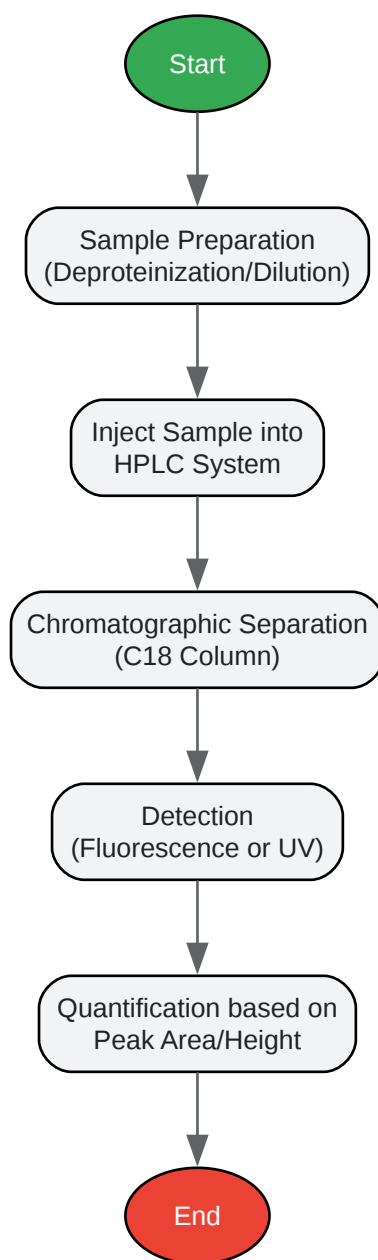 Start
Sample Preparation
(Deproteinization/Dilution)
Inject Sample into
HPLC System
Chromatographic Separation
(C18 Column)
Detection
(Fluorescence or UV)
Quantification based on
Peak Area/Height
End